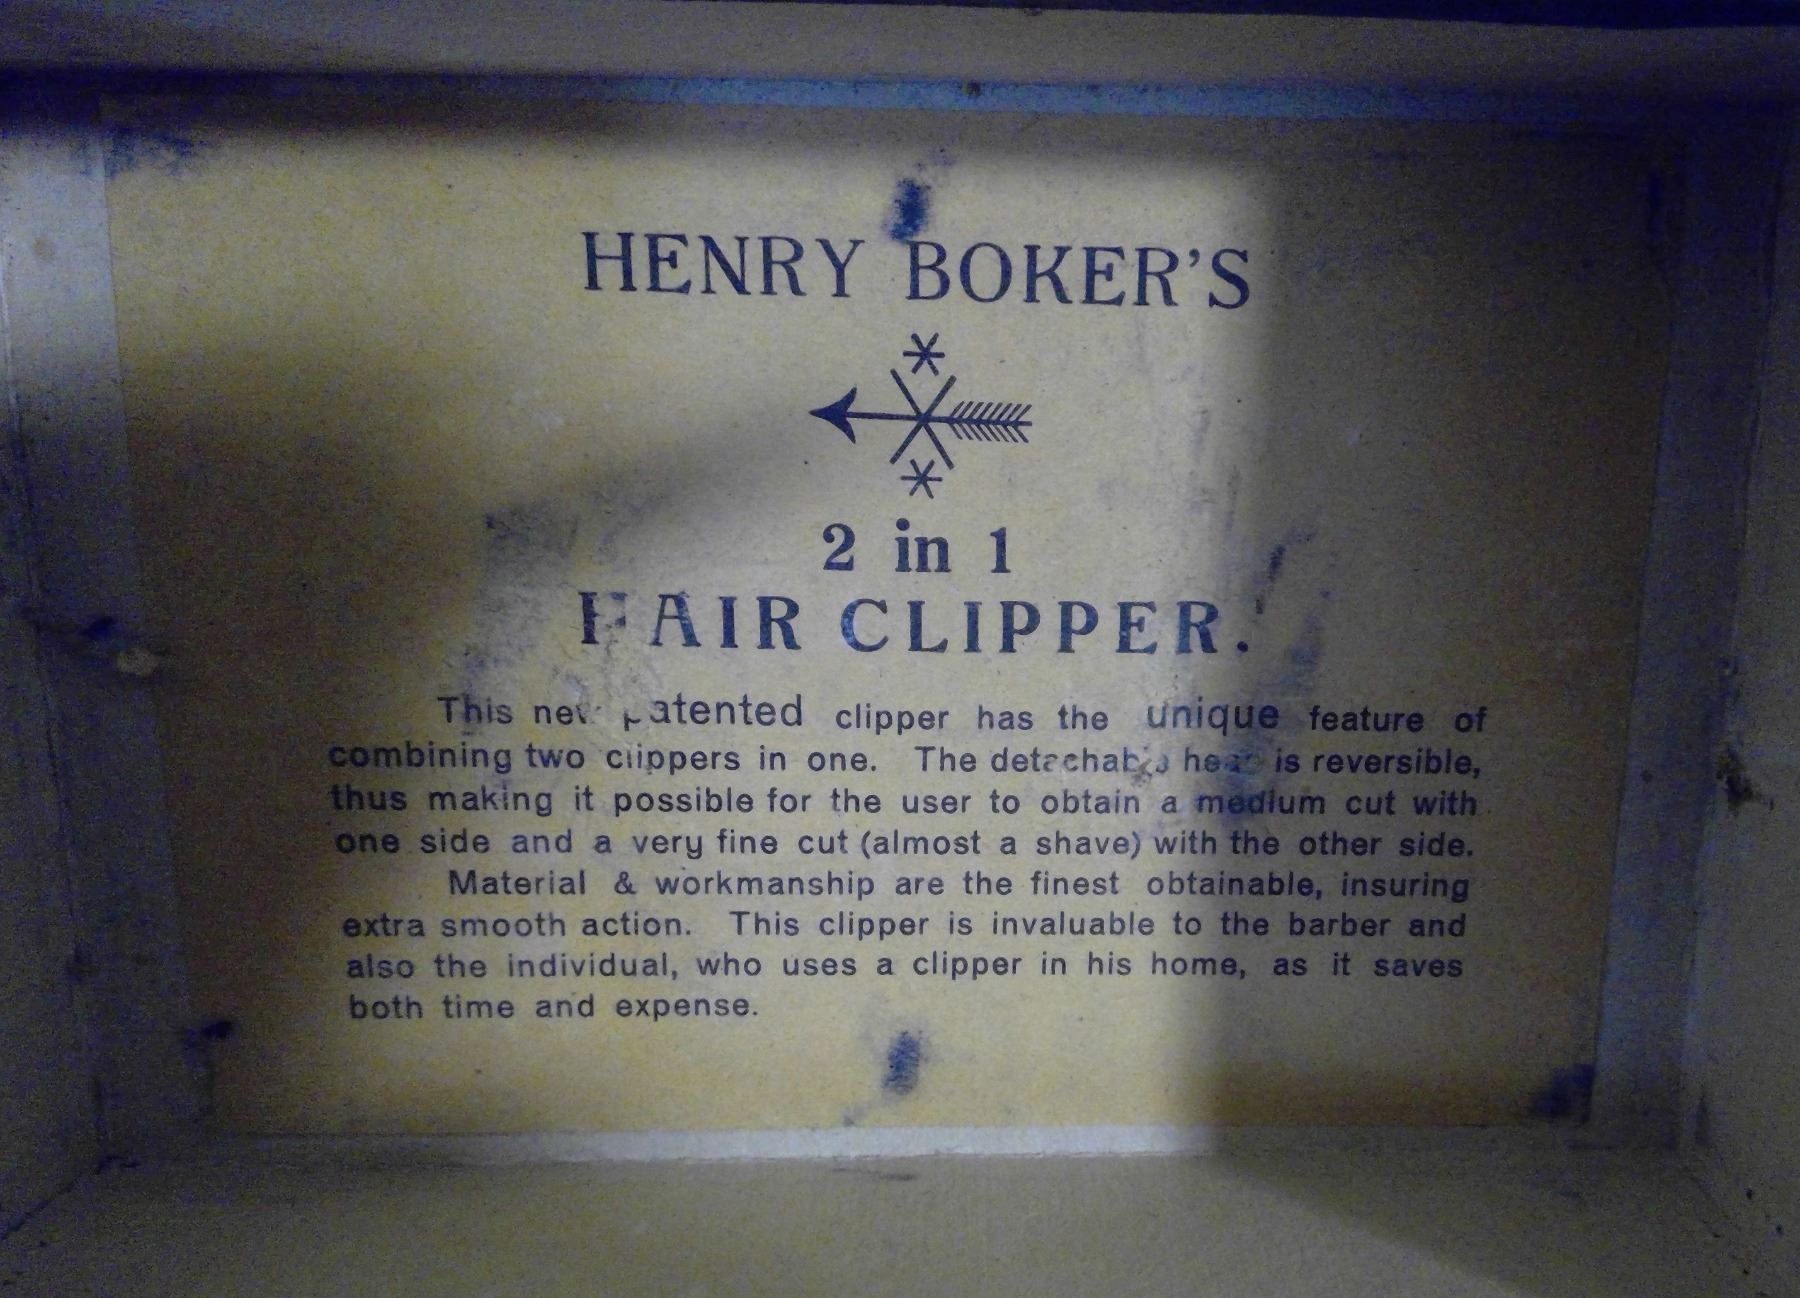 HENRY BOKER'S
2 in 1
HAIR CLIPPER.
This new patented clipper has the unique feature of
combining two clippers in one. The detachable head is reversible,
thus making it possible for the user to obtain a medium cut with
one side and a very fine cut (almost a shave) with the other side.
Material & workmanship are the finest obtainable, insuring
extra smooth action. This clipper is invaluable to the barber and
also the individual, who uses a clipper in his home, as it saves
both time and expense.